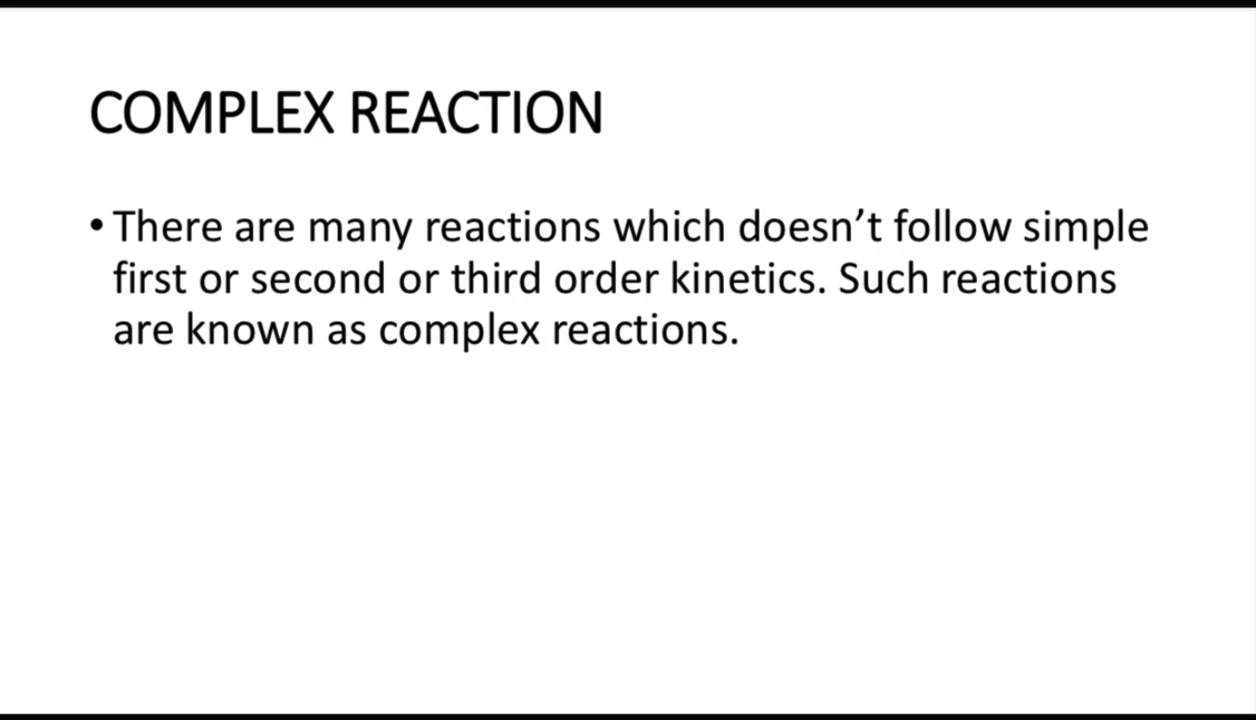 COMPLEX REACTION
• There are many reactions which doesn’t follow simple
first or second or third order kinetics. Such reactions
are known as complex reactions.